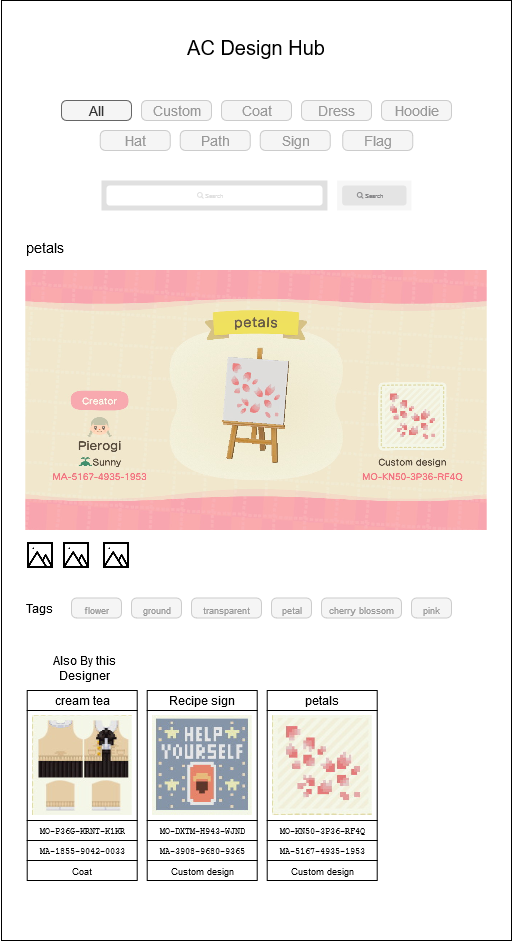 AC Design Hub
All Custom Coat Dress Hoodie
Hat Path Sign Flag
Search Search
petals
petals
Creator
Pierogi
Sunny
MA-5167-4935-1953
Custom design
MO-KN50-3P36-RF4Q
Tags flower ground transparent petal cherry blossom pink
Also By this
Designer
cream tea Recipe sign petals
HELP
YOURSELF
MO-P36G-KRNT-K1KR MO-DXTM-H943-WJND MO-KN50-3P36-RF4Q
MA-1855-9042-0033 MA-3908-9680-9365 MA-5167-4935-1953
Coat Custom design Custom design